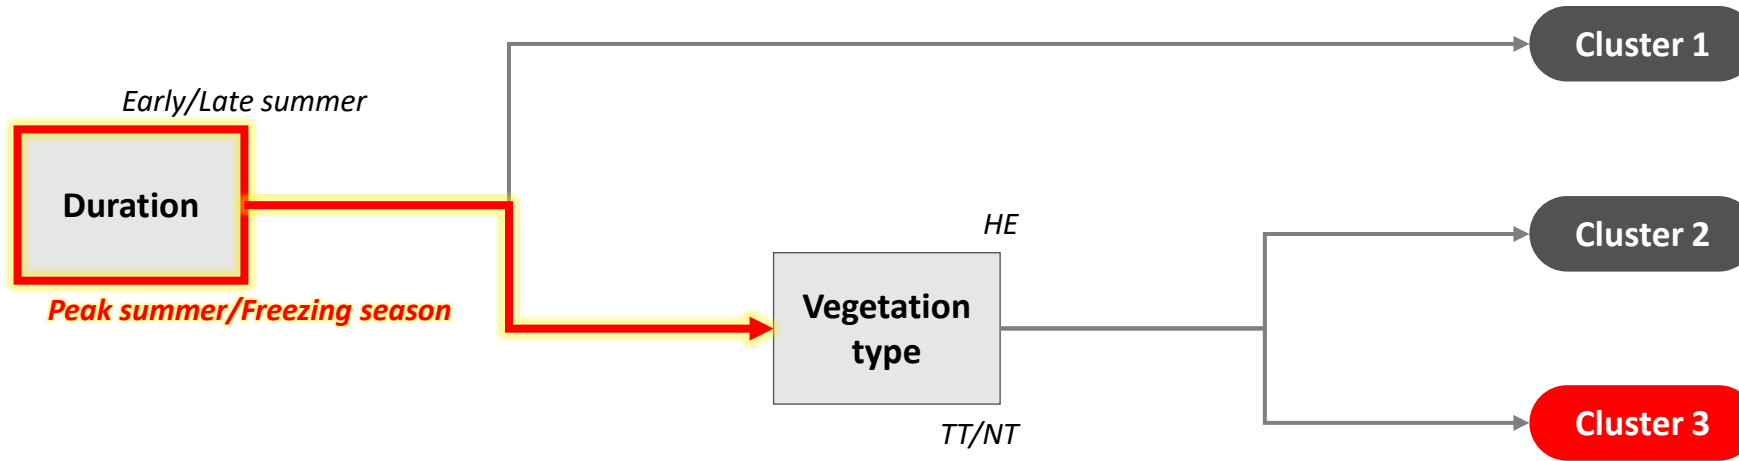 Cluster 1
Early/Late summer
Duration
Peak summer/Freezing season
HE
Cluster 2
Vegetation
type
TT/NT
Cluster 3